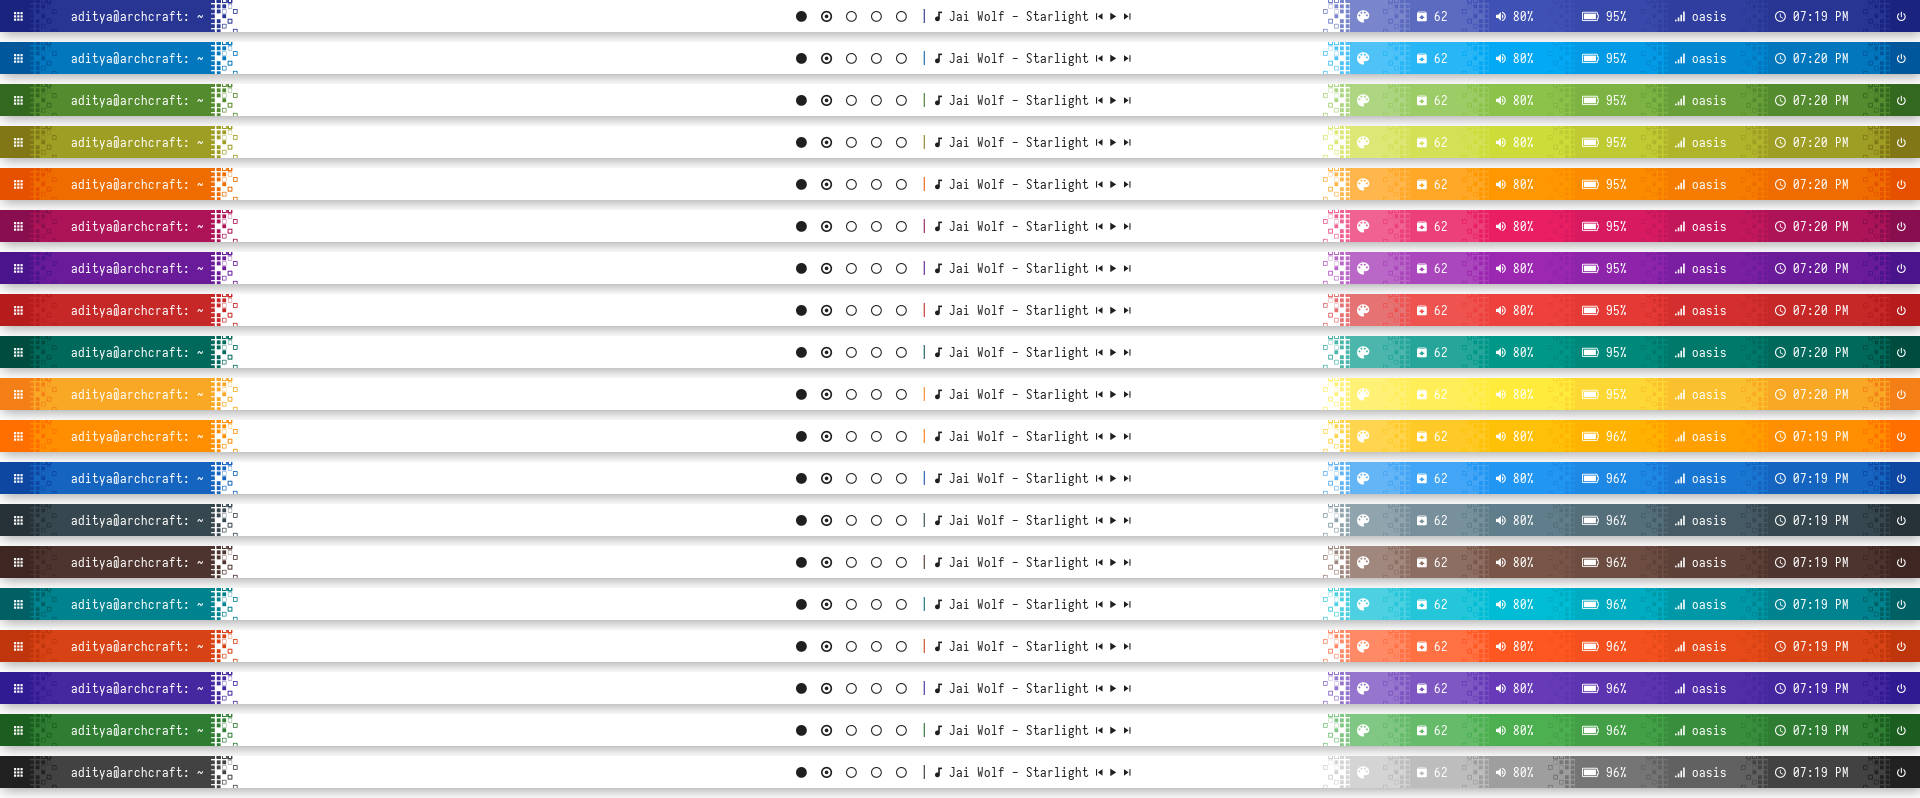 aditya@archcraft: ~ Jai Wolf - Starlight 62 80% 95% oasis 07:19 PM
aditya@archcraft: ~ Jai Wolf - Starlight 62 80% 95% oasis 07:20 PM
aditya@archcraft: ~ Jai Wolf - Starlight 62 80% 95% oasis 07:20 PM
aditya@archcraft: ~ Jai Wolf - Starlight 62 80% 95% oasis 07:20 PM
aditya@archcraft: ~ Jai Wolf - Starlight 62 80% 95% oasis 07:20 PM
aditya@archcraft: ~ Jai Wolf - Starlight 62 80% 95% oasis 07:20 PM
aditya@archcraft: ~ Jai Wolf - Starlight 62 80% 95% oasis 07:20 PM
aditya@archcraft: ~ Jai Wolf - Starlight 62 80% 95% oasis 07:20 PM
aditya@archcraft: ~ Jai Wolf - Starlight 62 80% 95% oasis 07:20 PM
aditya@archcraft: ~ Jai Wolf - Starlight 62 80% 95% oasis 07:20 PM
aditya@archcraft: ~ Jai Wolf - Starlight 62 80% 96% oasis 07:19 PM
aditya@archcraft: ~ Jai Wolf - Starlight 62 80% 96% oasis 07:19 PM
aditya@archcraft: ~ Jai Wolf - Starlight 62 80% 96% oasis 07:19 PM
aditya@archcraft: ~ Jai Wolf - Starlight 62 80% 96% oasis 07:19 PM
aditya@archcraft: ~ Jai Wolf - Starlight 62 80% 96% oasis 07:19 PM
aditya@archcraft: ~ Jai Wolf - Starlight 62 80% 96% oasis 07:19 PM
aditya@archcraft: ~ Jai Wolf - Starlight 62 80% 96% oasis 07:19 PM
aditya@archcraft: ~ Jai Wolf - Starlight 62 80% 96% oasis 07:19 PM
aditya@archcraft: ~ Jai Wolf - Starlight 62 80% 96% oasis 07:19 PM